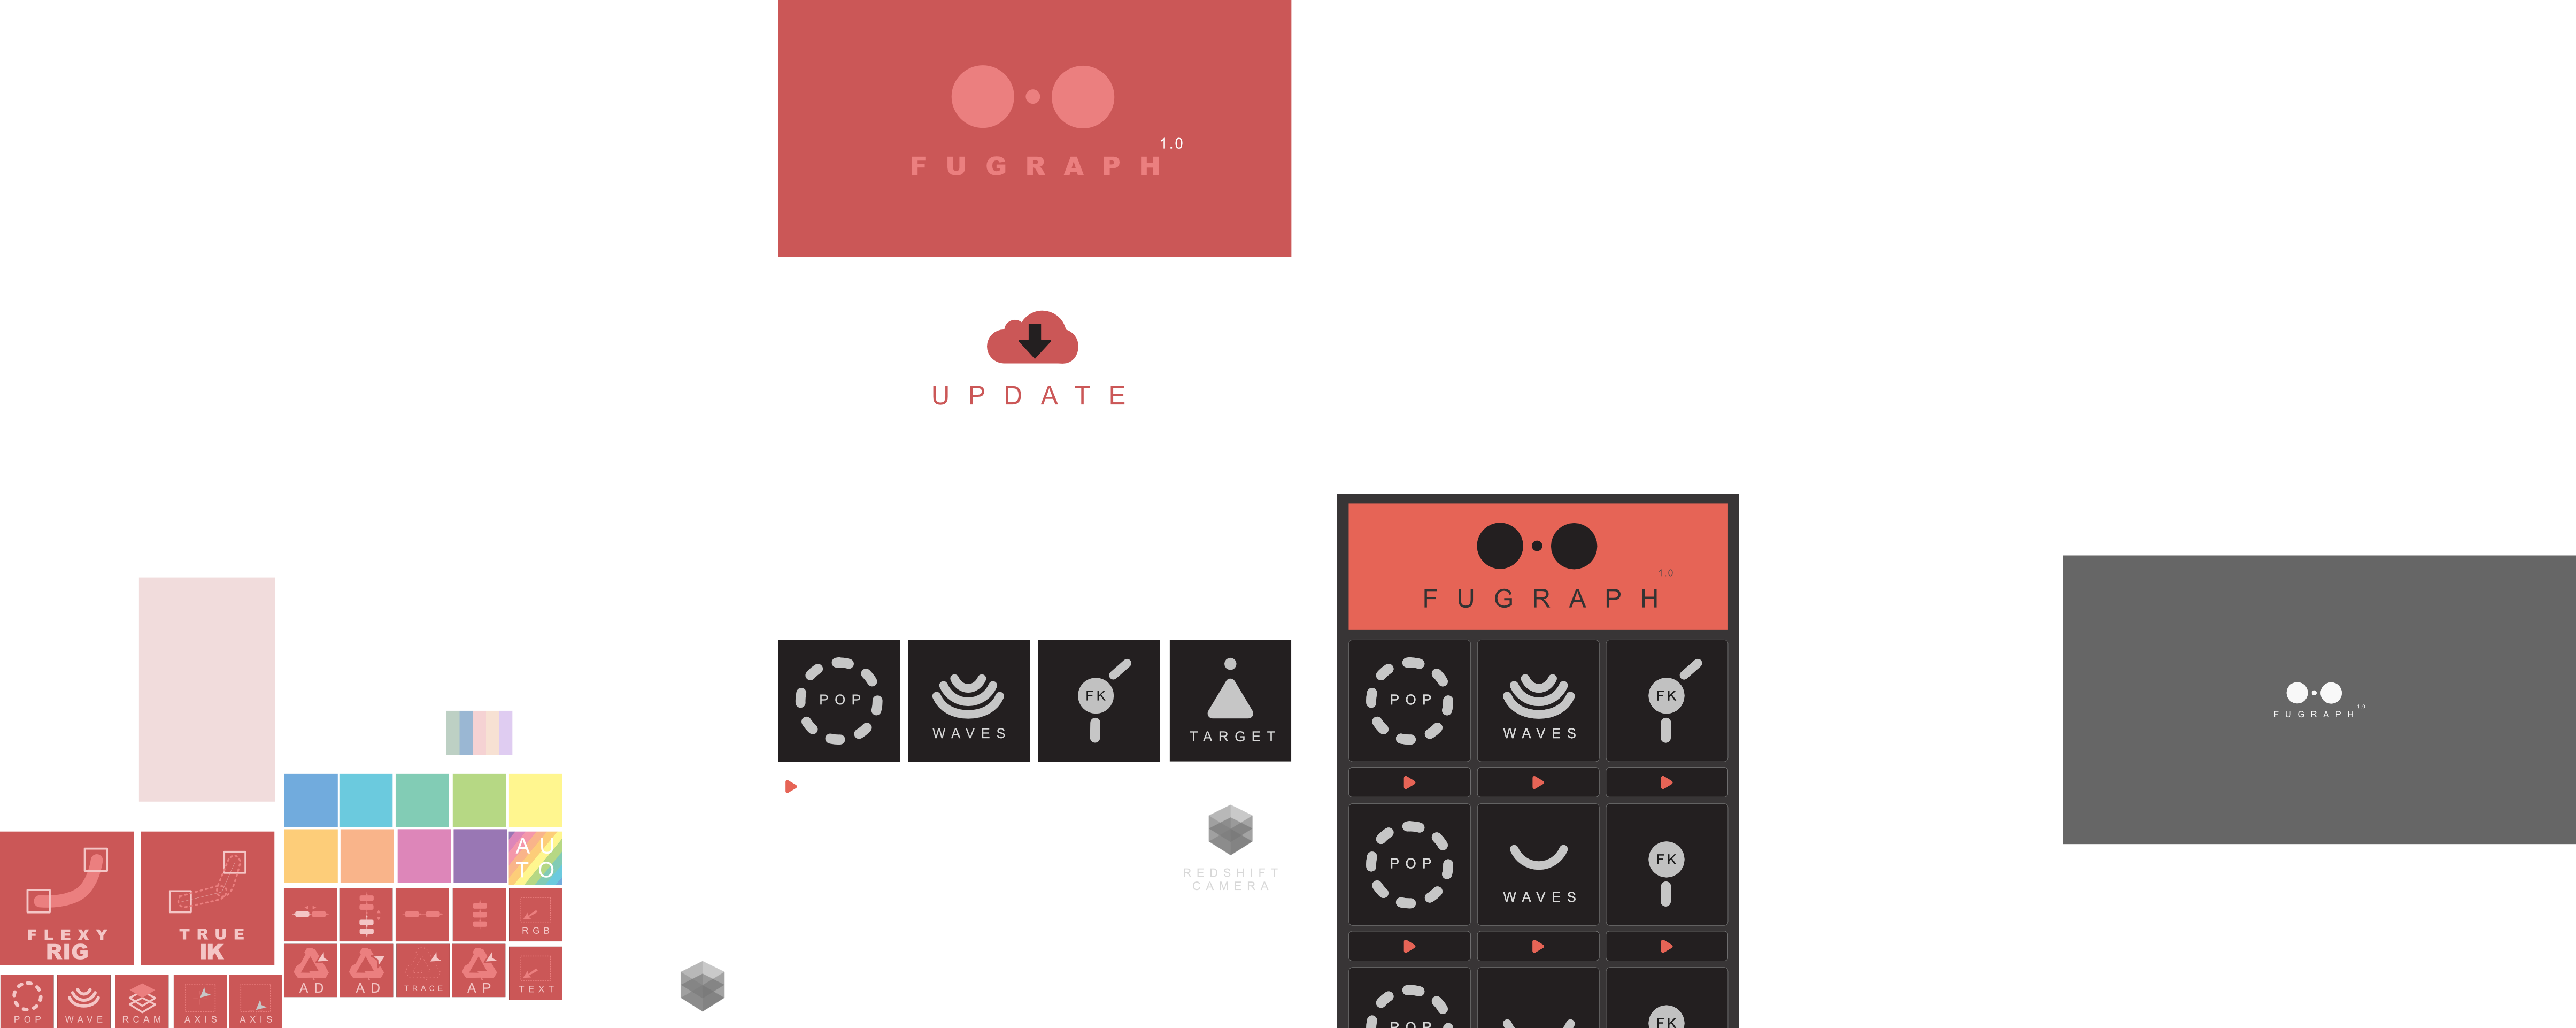 1.0
FUGRAPH
UPDATE
1.0
FUGRAPH
POP
WAVES
FK
TARGET
POP
WAVES
FK
1.0
FUGRAPH
REDSHIFT
CAMERA
POP
WAVES
FK
AU
TO
FLEXY
RIG
TRUE
IK
RGB
AD
AD
TRACE
AP
TEXT
POP
WAVE
RCAM
AXIS
AXIS
POP
FK